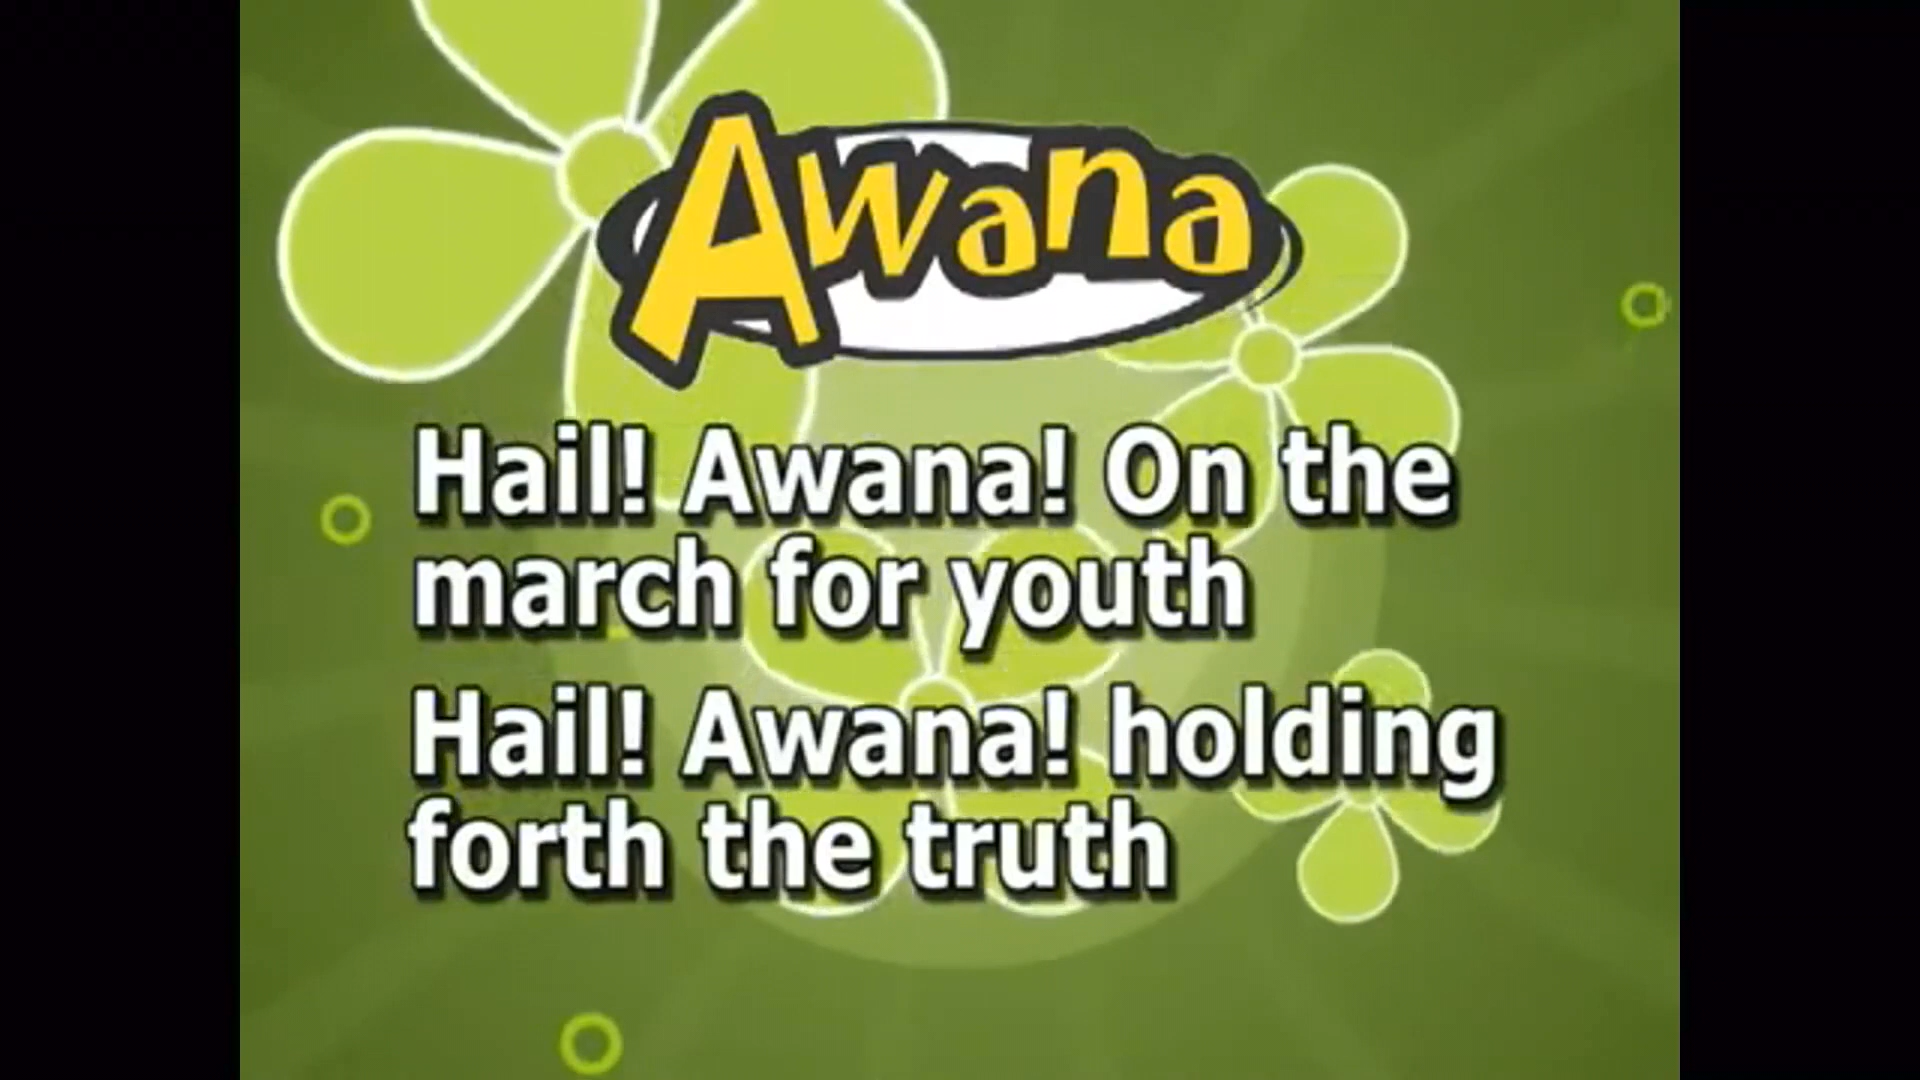 Awana
Hail! Awana! On the
march for youth
Hail! Awana! holding
forth the truth